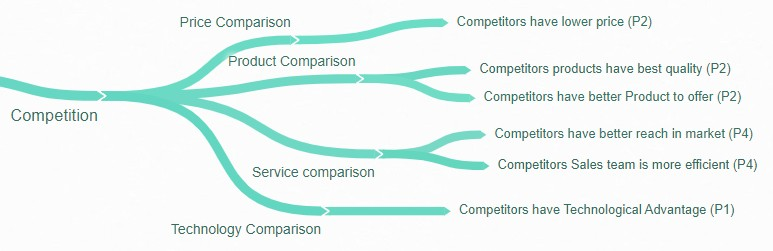 Price Comparison
Competitors have lower price (P2)
Product Comparison
Competitors products have best quality (P2)
Competitors have better Product to offer (P2)
Competition
Competitors have better reach in market (P4)
Service comparison
Competitors Sales team is more efficient (P4)
Technology Comparison
Competitors have Technological Advantage (P1)